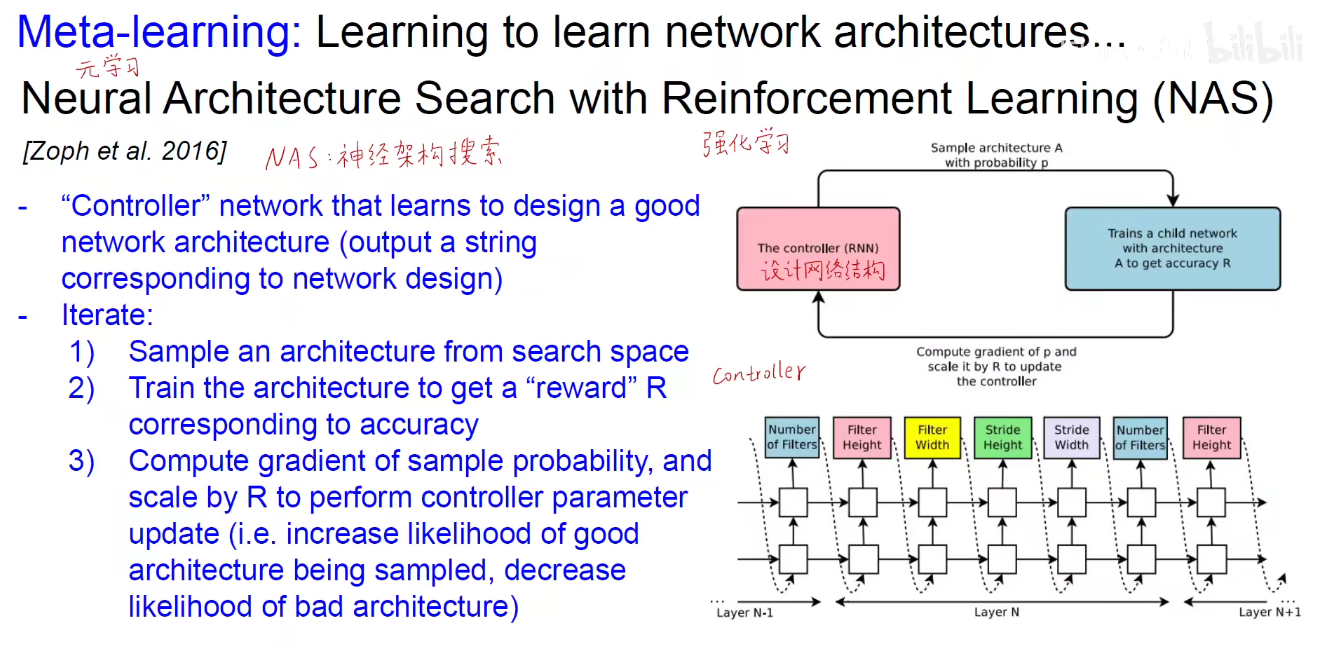 Meta-learning: Learning to learn network architectures...
bilibili
元学习
Neural Architecture Search with Reinforcement Learning (NAS)
[Zoph et al. 2016]
NAS:神经架构搜索
强化学习
- “Controller” network that learns to design a good
network architecture (output a string
corresponding to network design)
- Iterate:
1) Sample an architecture from search space
2) Train the architecture to get a “reward” R
corresponding to accuracy
3) Compute gradient of sample probability, and
scale by R to perform controller parameter
update (i.e. increase likelihood of good
architecture being sampled, decrease
likelihood of bad architecture)
Sample architecture A
with probability p
The controller (RNN)
设计网络结构
Trains a child network
with architecture
A to get accuracy R
Compute gradient of p and
scale it by R to update
the controller
Controller
Number
of Filters
Filter
Height
Filter
Width
Stride
Height
Stride
Width
Number
of Filters
Filter
Height
...
Layer N-1
Layer N
...
Layer N+1